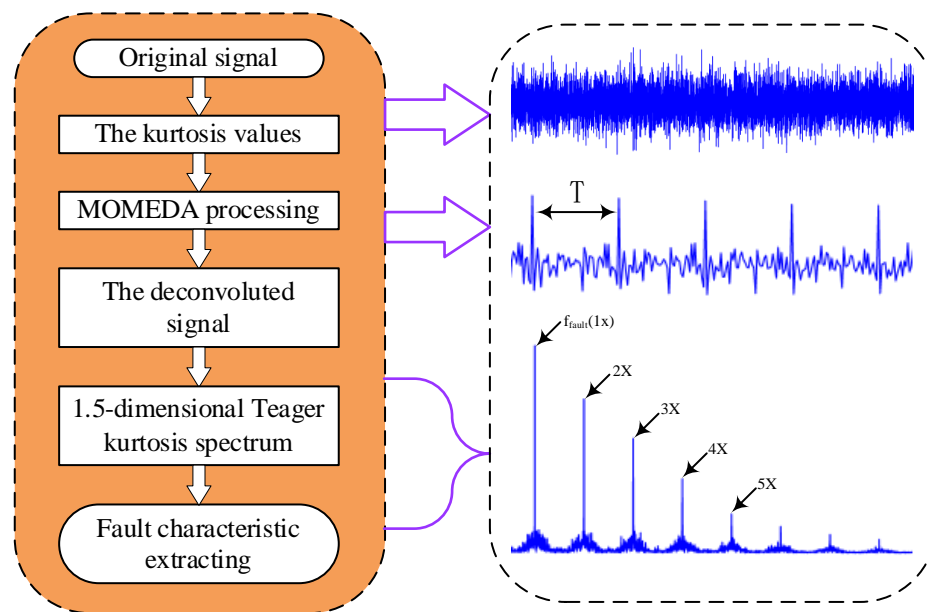 Original signal
The kurtosis values
MOMEDA processing
The deconvoluted
signal
1.5-dimensional Teager
kurtosis spectrum
Fault characteristic
extracting
T
f_fault(1x)
2X
3X
4X
5X